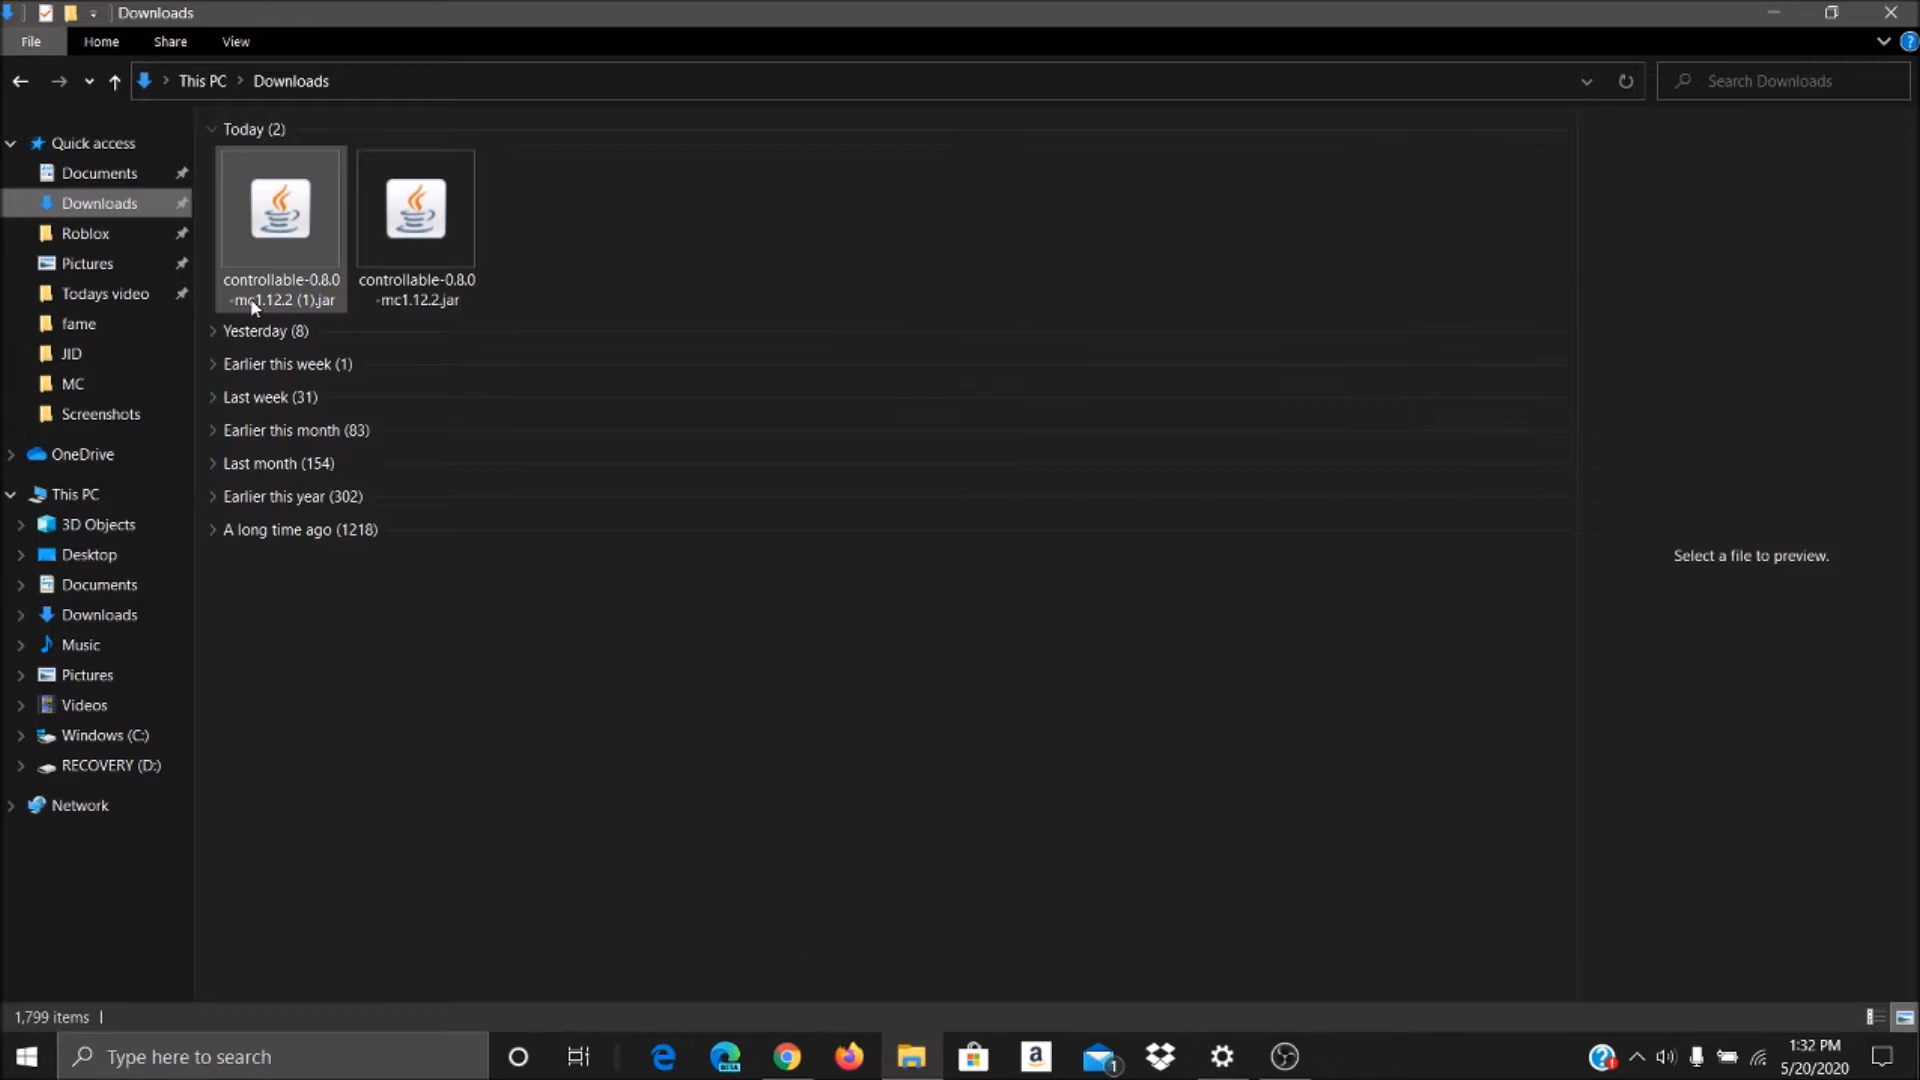 Downloads
File
Home
Share
View
This PC
Downloads
Search Downloads
Quick access
Documents
Downloads
Roblox
Pictures
Todays video
fame
JID
MC
Screenshots
OneDrive
This PC
3D Objects
Desktop
Documents
Downloads
Music
Pictures
Videos
Windows (C:)
RECOVERY (D:)
Network
Today (2)
controllable-0.8.0
-mc1.12.2 (1).jar
controllable-0.8.0
-mc1.12.2.jar
Yesterday (8)
Earlier this week (1)
Last week (31)
Earlier this month (83)
Last month (154)
Earlier this year (302)
A long time ago (1218)
Select a file to preview.
1,799 items
Type here to search
a
1
1:32 PM
5/20/2020